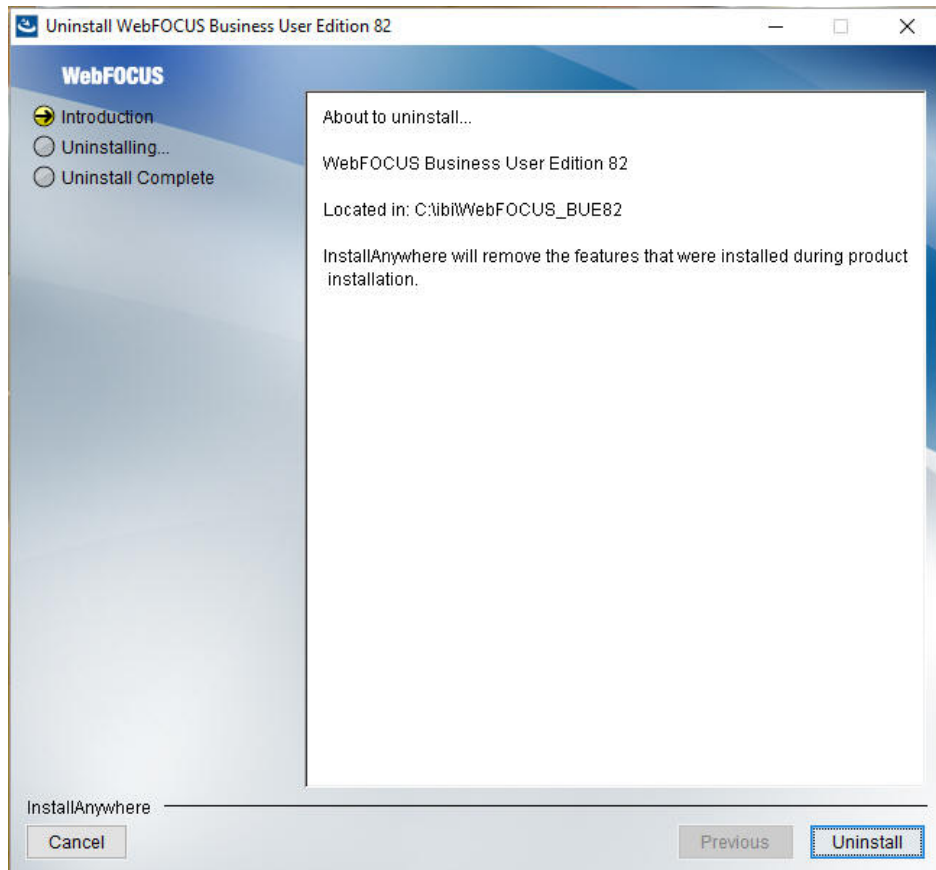 Uninstall WebFOCUS Business User Edition 82
WebFOCUS
Introduction
Uninstalling...
Uninstall Complete
About to uninstall...
WebFOCUS Business User Edition 82
Located in: C:\ibi\WebFOCUS_BUE82
InstallAnywhere will remove the features that were installed during product
installation.
InstallAnywhere
Cancel
Previous
Uninstall